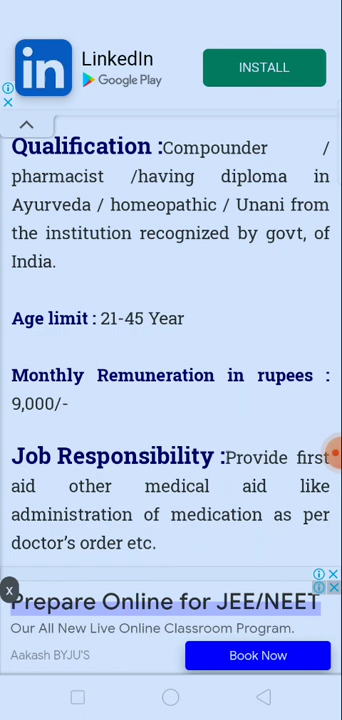 LinkedIn
Google Play
INSTALL
Qualification :Compounder /
pharmacist /having diploma in
Ayurveda / homeopathic / Unani from
the institution recognized by govt, of
India.
Age limit : 21-45 Year
Monthly Remuneration in rupees :
9,000/-
Job Responsibility :Provide first
aid other medical aid like
administration of medication as per
doctor's order etc.
x
Prepare Online for JEE/NEET
Our All New Live Online Classroom Program.
Aakash BYJU'S
Book Now